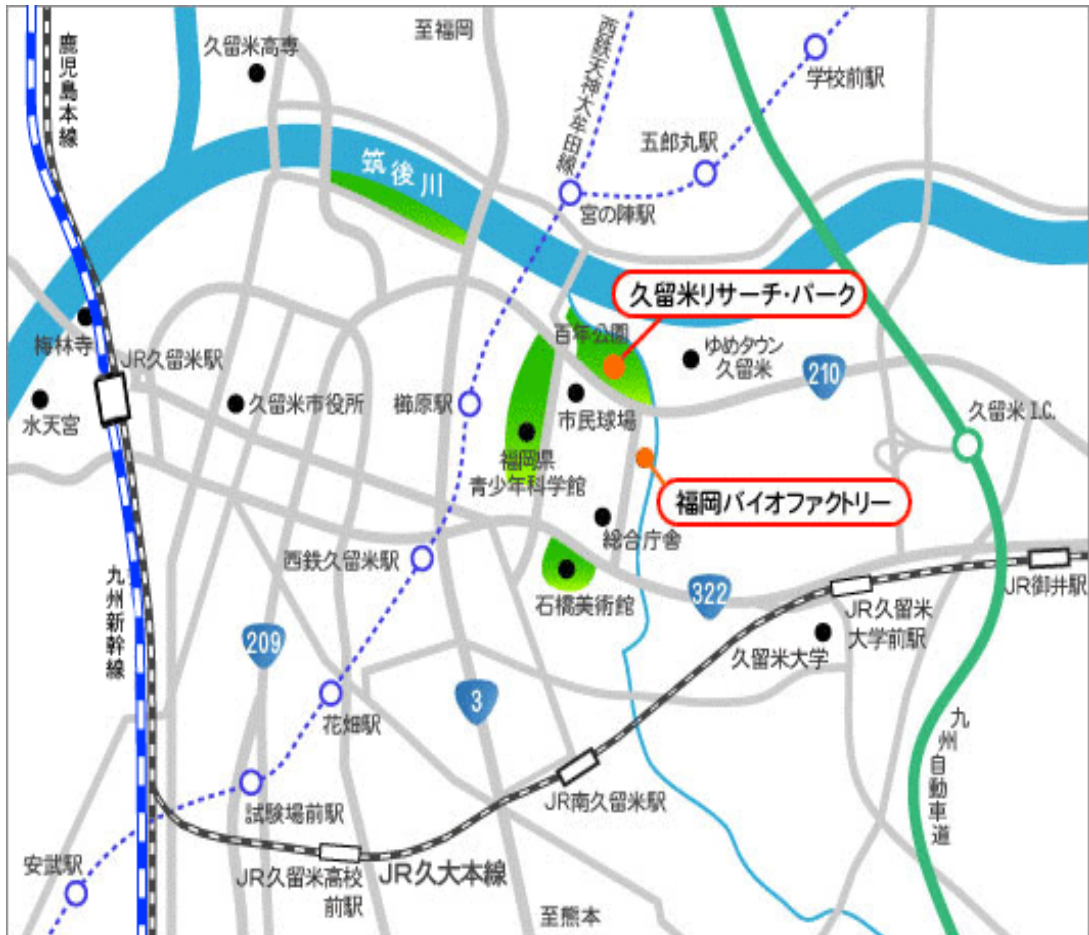 至福岡
久留米高専
鹿児島本線
西鉄天神大牟田線
学校前駅
五郎丸駅
筑後川
宮の陣駅
久留米リサーチ・パーク
百年公園
梅林寺
JR久留米駅
ゆめタウン
久留米
210
水天宮
久留米市役所
櫛原駅
市民球場
久留米 I.C.
福岡県
青少年科学館
福岡バイオファクトリー
総合庁舎
西鉄久留米駅
石橋美術館
322
JR御井駅
JR久留米
大学前駅
久留米大学
九州新幹線
209
3
花畑駅
九州自動車道
JR南久留米駅
試験場前駅
安武駅
JR久留米高校
前駅
JR久大本線
至熊本